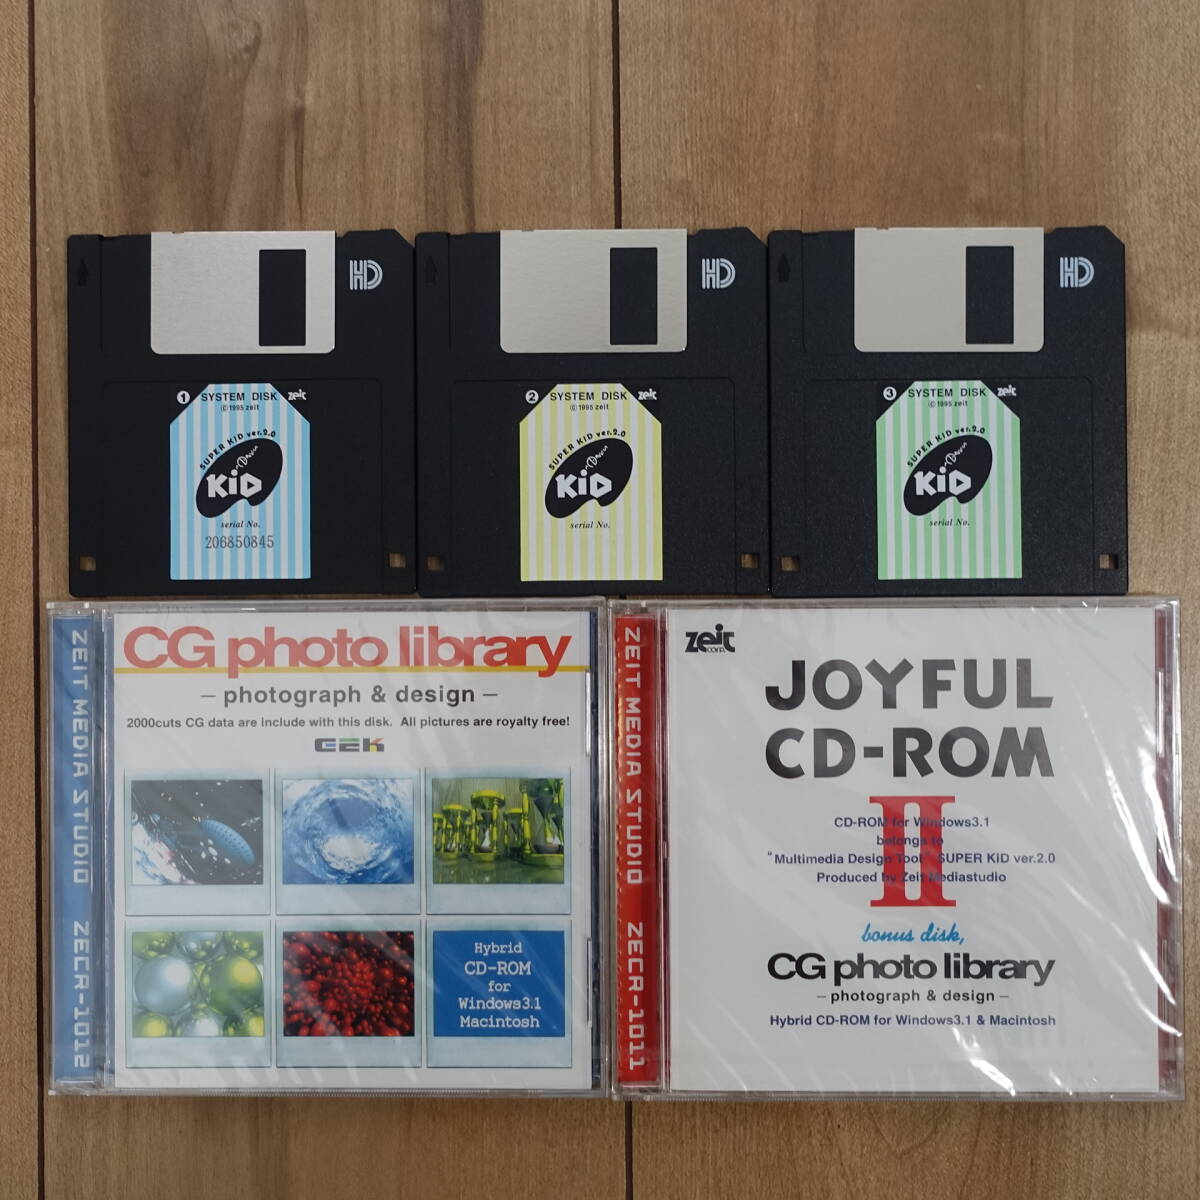 HD
1 SYSTEM DISK zeit
©1995 zeit
SUPER KiD ver.2.0
KiD
serial No.
206850845
HD
2 SYSTEM DISK zeit
©1995 zeit
SUPER KiD ver.2.0
KiD
serial No.
HD
3 SYSTEM DISK zeit
©1995 zeit
SUPER KiD ver.2.0
KiD
serial No.
ZEIT MEDIA STUDIO ZECR-1012
CG photo library
– photograph & design –
2000cuts CG data are include with this disk. All pictures are royalty free!
GEK
Hybrid
CD-ROM
for
Windows3.1
Macintosh
ZEIT MEDIA STUDIO ZECR-1011
zeit
CORP.
JOYFUL
CD-ROM
II
CD-ROM for Windows3.1
belongs to
"Multimedia Design Tool" SUPER KiD ver.2.0
Produced by Zeit Mediastudio
bonus disk,
CG photo library
– photograph & design –
Hybrid CD-ROM for Windows3.1 & Macintosh